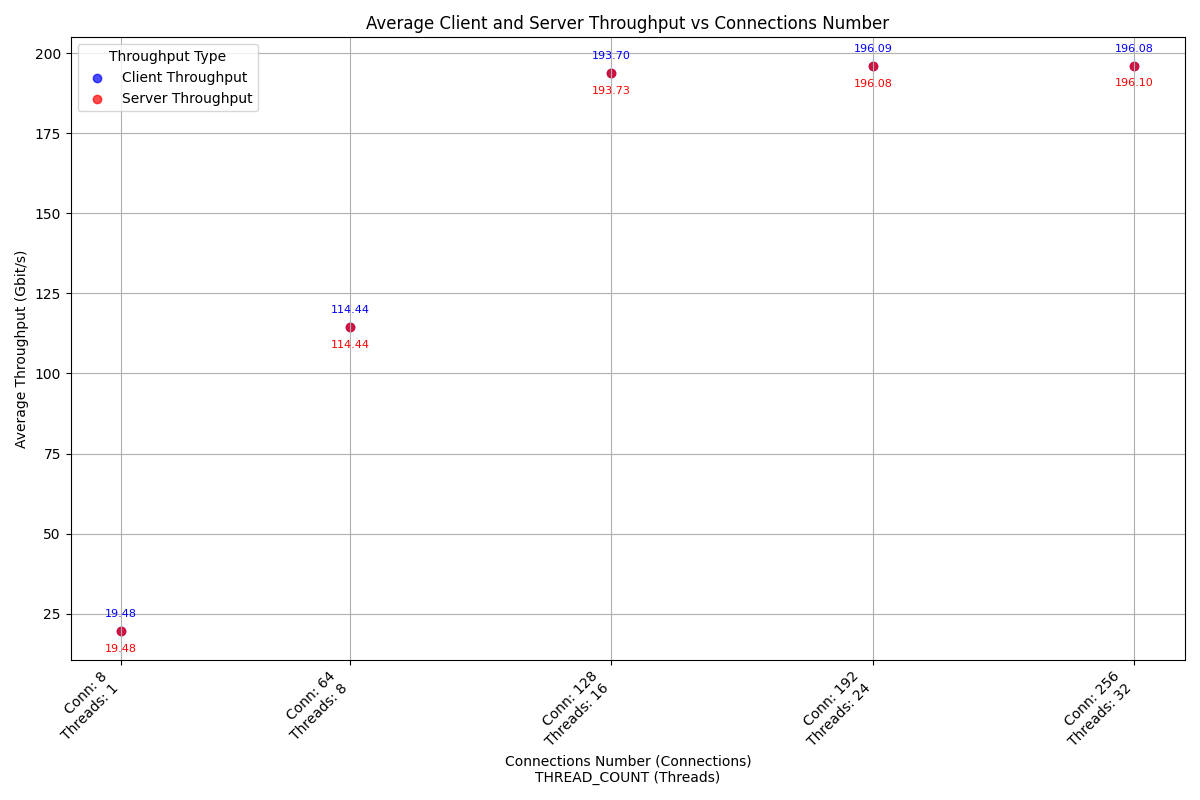 Average Client and Server Throughput vs Connections Number
Throughput Type
Client Throughput
Server Throughput
Average Throughput (Gbit/s)
200
175
150
125
100
75
50
25
19.48
19.48
114.44
114.44
193.70
193.73
196.09
196.08
196.08
196.10
Conn: 8
Threads: 1
Conn: 64
Threads: 8
Conn: 128
Threads: 16
Conn: 192
Threads: 24
Conn: 256
Threads: 32
Connections Number (Connections)
THREAD_COUNT (Threads)